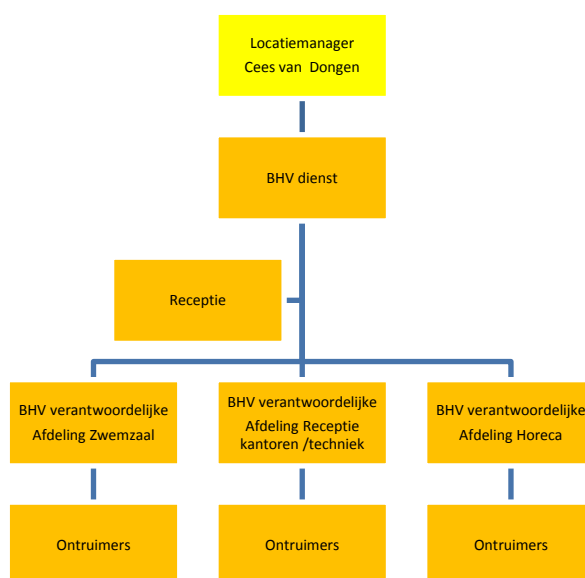 Locatiemanager
Cees van Dongen
BHV dienst
Receptie
BHV verantwoordelijke
Afdeling Zwemzaal
BHV verantwoordelijke
Afdeling Receptie
kantoren /techniek
BHV verantwoordelijke
Afdeling Horeca
Ontruimers
Ontruimers
Ontruimers